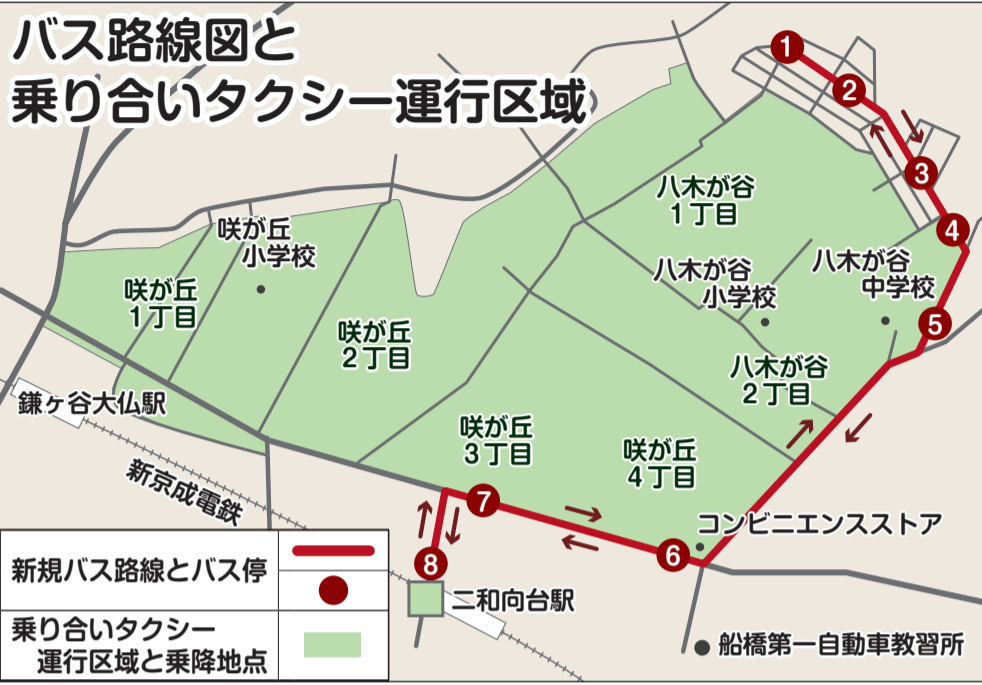 バス路線図と
乗り合いタクシー運行区域
1
2
3
4
5
6
7
8
八木が谷
1丁目
咲が丘
小学校
八木が谷
小学校
八木が谷
中学校
咲が丘
1丁目
咲が丘
2丁目
八木が谷
2丁目
鎌ヶ谷大仏駅
咲が丘
3丁目
咲が丘
4丁目
新京成電鉄
コンビニエンスストア
二和向台駅
船橋第一自動車教習所
新規バス路線とバス停
乗り合いタクシー
運行区域と乗降地点